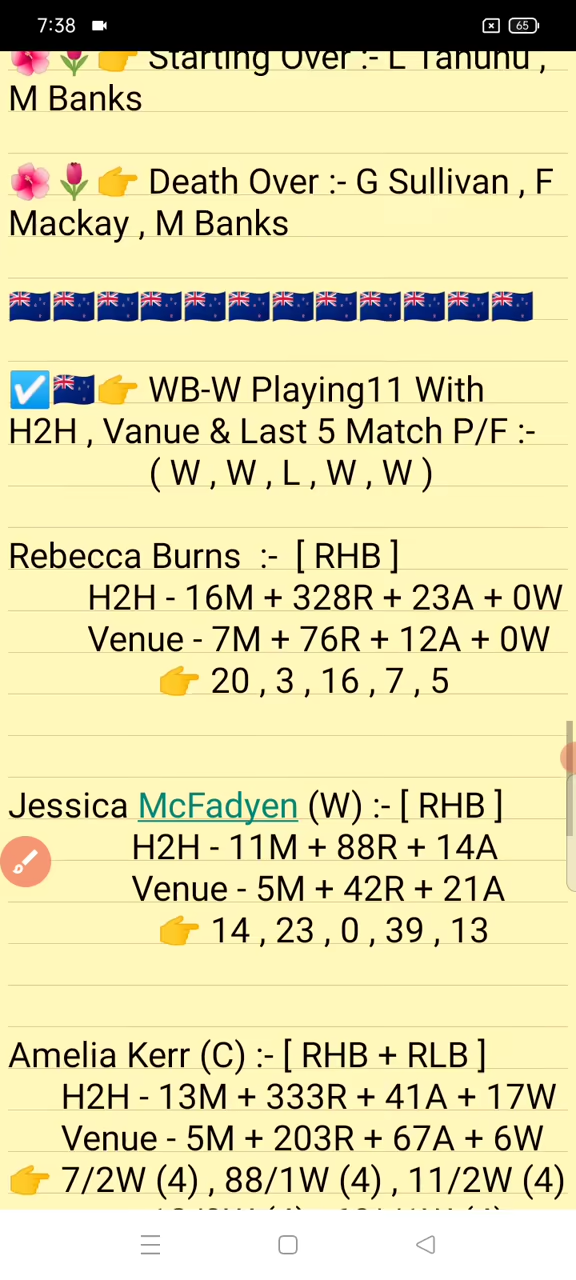 7:38
65
🌺🌷👉 Starting Over :- L Tahuhu ,
M Banks
🌺🌷👉 Death Over :- G Sullivan , F
Mackay , M Banks
🇳🇿🇳🇿🇳🇿🇳🇿🇳🇿🇳🇿🇳🇿🇳🇿🇳🇿🇳🇿🇳🇿🇳🇿
☑️🇳🇿👉 WB-W Playing11 With
H2H , Vanue & Last 5 Match P/F :-
( W , W , L , W , W )
Rebecca Burns :- [ RHB ]
H2H - 16M + 328R + 23A + 0W
Venue - 7M + 76R + 12A + 0W
👉 20 , 3 , 16 , 7 , 5
Jessica McFadyen (W) :- [ RHB ]
H2H - 11M + 88R + 14A
Venue - 5M + 42R + 21A
👉 14 , 23 , 0 , 39 , 13
Amelia Kerr (C) :- [ RHB + RLB ]
H2H - 13M + 333R + 41A + 17W
Venue - 5M + 203R + 67A + 6W
👉 7/2W (4) , 88/1W (4) , 11/2W (4)